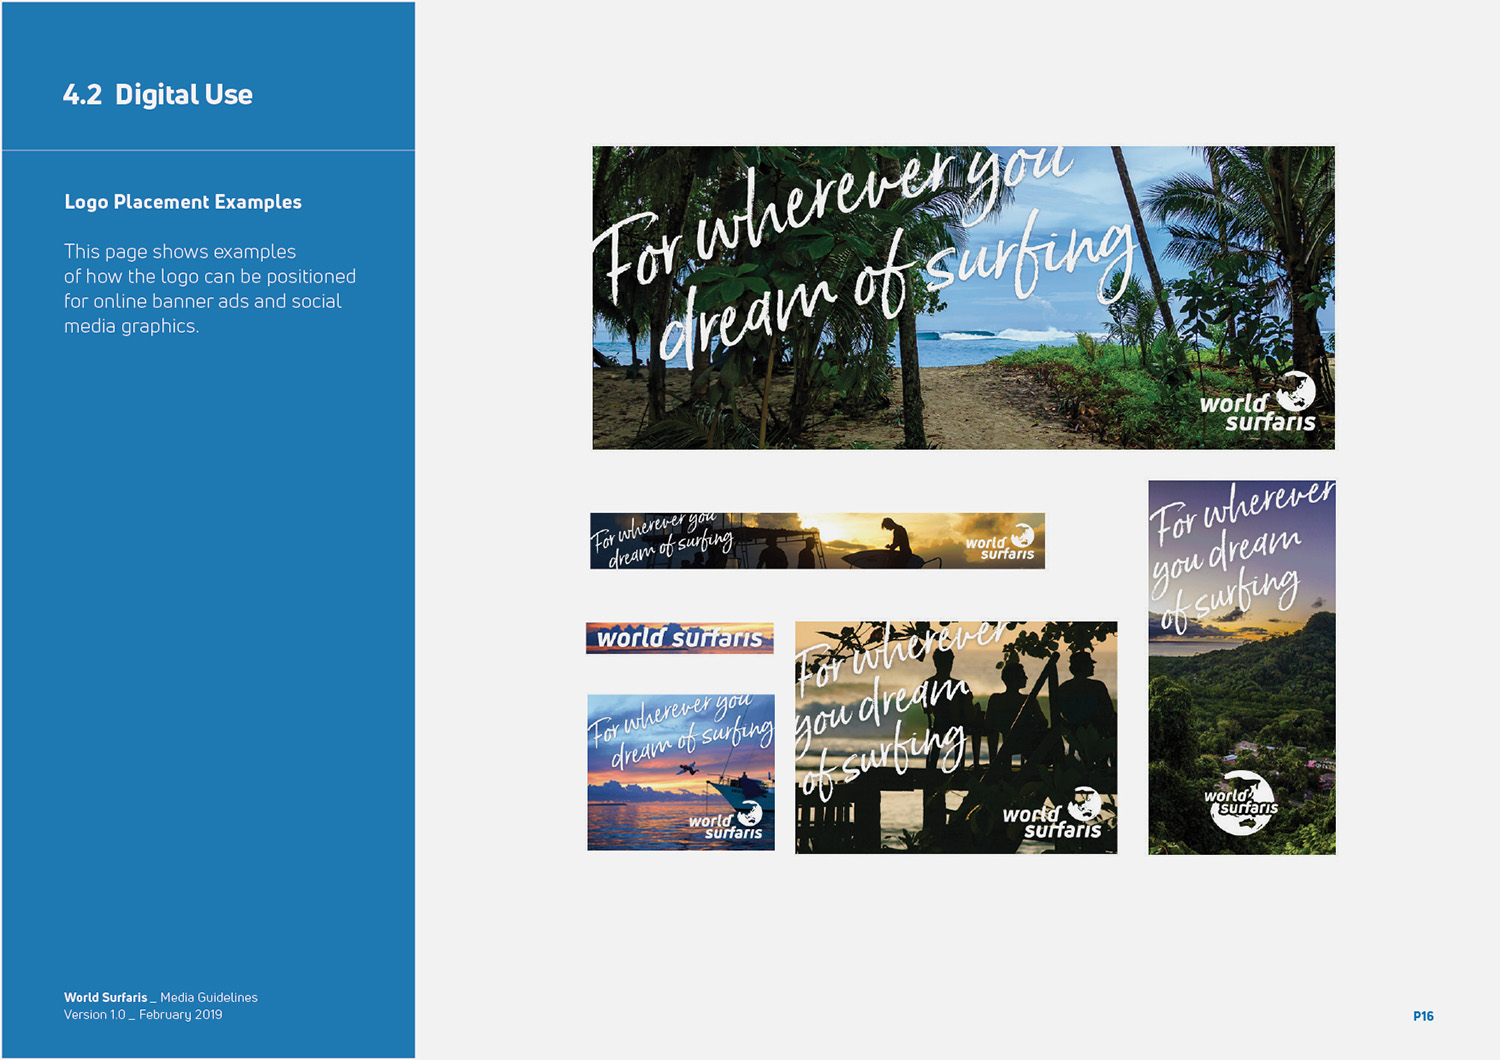 4.2 Digital Use
Logo Placement Examples
This page shows examples
of how the logo can be positioned
for online banner ads and social
media graphics.
World Surfaris _ Media Guidelines
Version 1.0 _ February 2019
For wherever you
dream of surfing
world
surfaris
For wherever you
dream of surfing
world
surfaris
For wherever
you dream
of surfing
world
surfaris
world surfaris
For wherever you
dream of surfing
world
surfaris
For wherever
you dream
of surfing
world
surfaris
P16